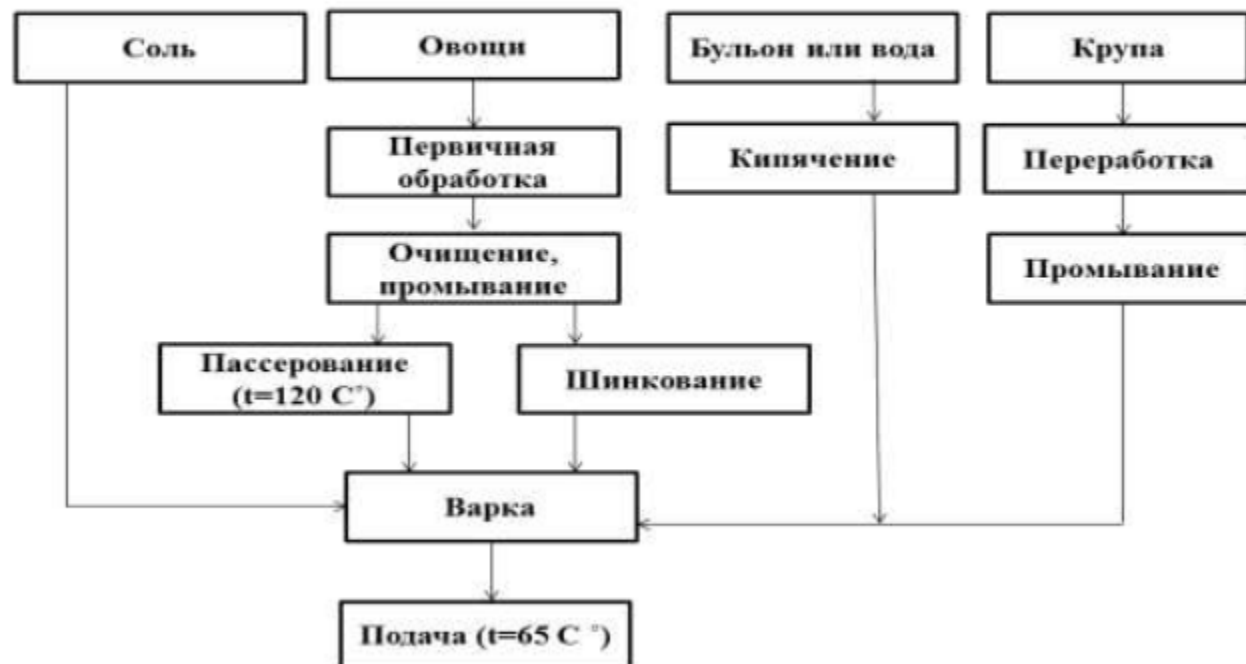 Соль
Овощи
Бульон или вода
Крупа
Первичная
обработка
Кипячение
Переработка
Очищение,
промывание
Промывание
Пассерование
(t=120 C°)
Шинкование
Варка
Подача (t=65 C °)